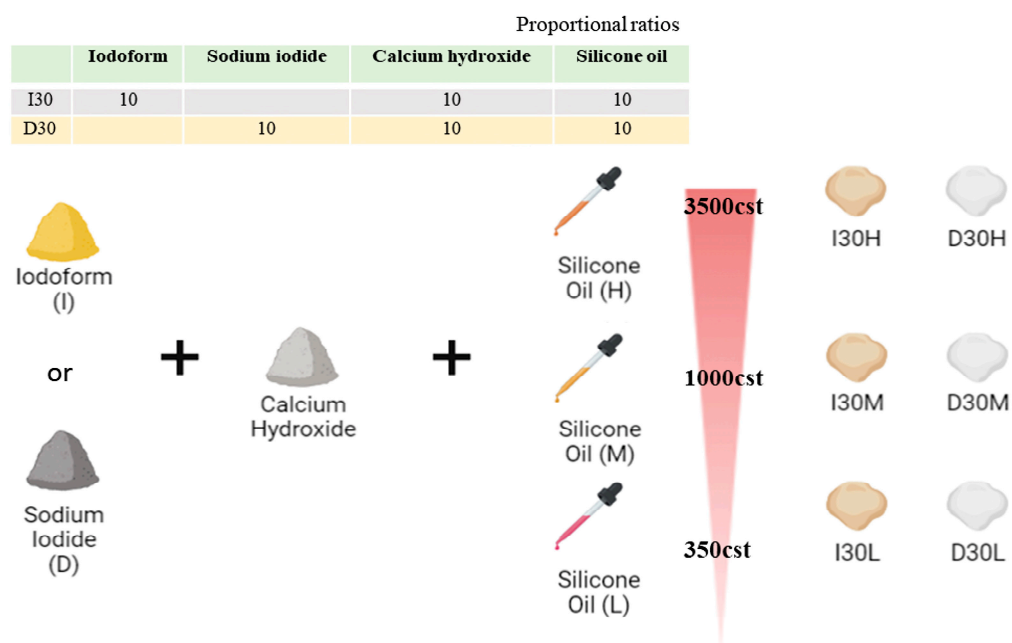 Proportional ratios
Iodoform Sodium iodide Calcium hydroxide Silicone oil
I30 10 10 10
D30 10 10 10
Iodoform
(I)
or
Sodium
Iodide
(D)
+
Calcium
Hydroxide
+
Silicone
Oil (H)
3500cst
I30H D30H
Silicone
Oil (M)
1000cst
I30M D30M
Silicone
Oil (L)
350cst
I30L D30L